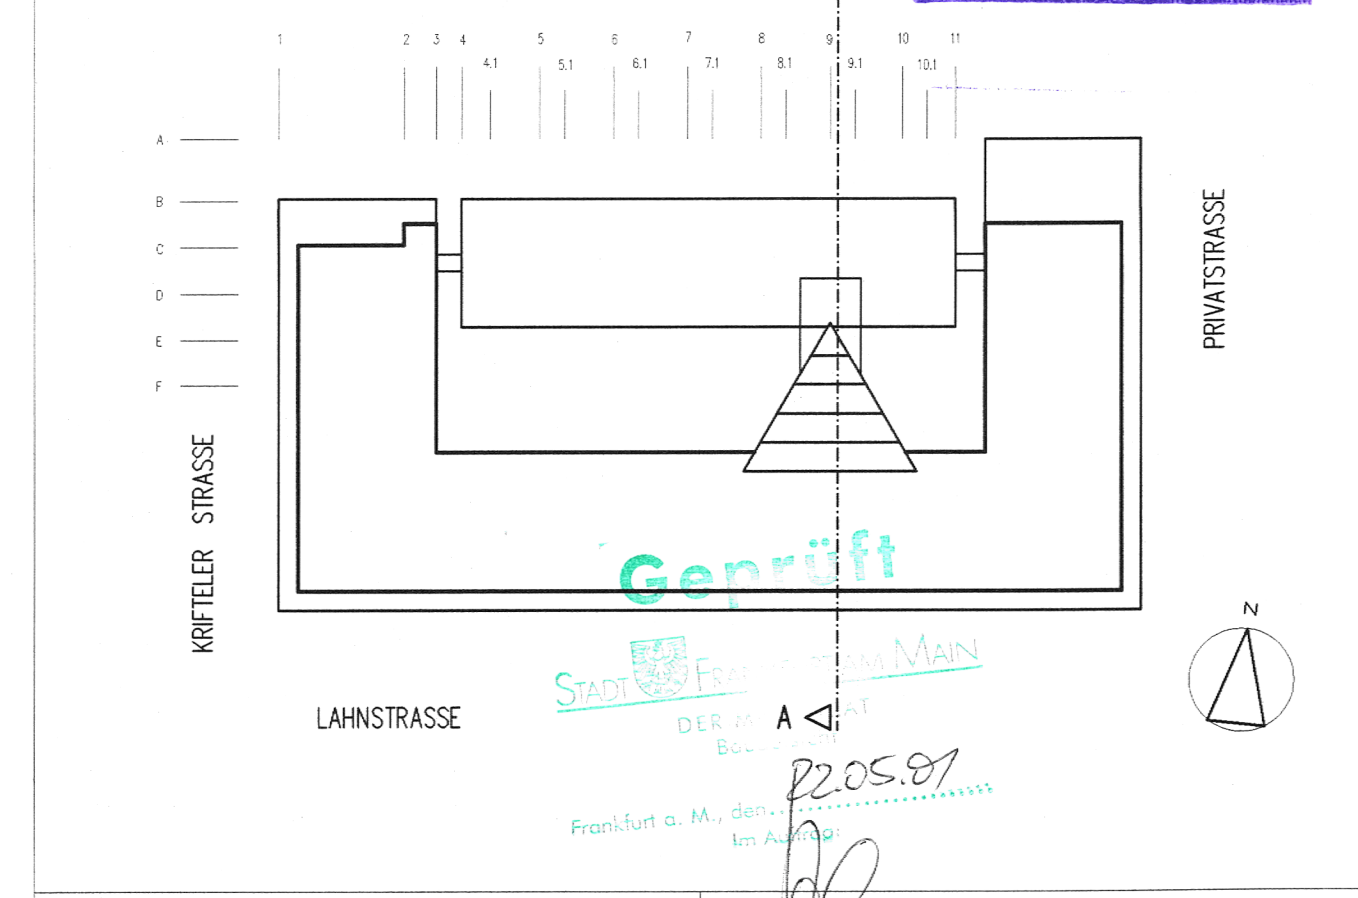 1 2 3 4 5 6 7 8 9 10 11
4.1 5.1 6.1 7.1 8.1 9.1 10.1
A
B
C
D
E
F
PRIVATSTRASSE
KRIFTELER STRASSE
Geprüft
N
STADT FRANKFURT AM MAIN
LAHNSTRASSE
A
DER
22.05.01
Frankfurt a. M., den
Im Auftrag: